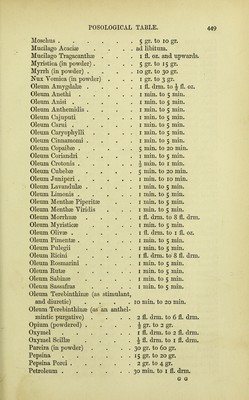 POSOLOGICAL TABLE. 449
Moschus . . . . . . 5 gr. to 10 gr.
Mucilago Acaciæ . . . ad libitum.
Mucilago Tragacanthæ . . . 1 fl. oz. and upwards.
Myristica (in powder) . . . . 5 gr. to 15 gr.
Myrrh (in powder) . . . . 10 gr. to 30 gr.
Nux Vomica (in powder) . . . 1 gr. to 3 gr.
Oleum Amygdalæ . . . 1 fl. drm. to ½ fl. oz.
Oleum Anethi . . . . 1 min. to 5 min.
Oleum Anisi . . . . 1 min. to 5 min.
Oleum Anthemidis . . . . 1 min. to 5 min.
Oleum Cajuputi . . . . 1 min. to 5 min.
Oleum Carui . . . . 1 min. to 5 min.
Oleum Caryophylli . . . . 1 min. to 5 min.
Oleum Cinnamomi . . . . 1 min. to 5 min.
Oleum Copaibæ . . . . 5 min. to 20 min.
Oleum Coriandri . . . . 1 min. to 5 min.
Oleum Crotonis . . . . ½ min. to 1 min.
Oleum Cubebæ . . . . 5 min. to 20 min.
Oleum Juniperi . . . . 1 min. to 10 min.
Oleum Lavandulæ . . . . 1 min. to 5 min.
Oleum Limonis . . . . 1 min. to 5 min.
Oleum Menthæ Piperitæ . . . 1 min. to 5 min.
Oleum Menthæ Viridis . . . 1 min. to 5 min.
Oleum Morrhuæ . . . 1 fl. drm. to 8 fl. drm.
Oleum Myristicæ . . . . 1 min. to 5 min.
Oleum Olivæ . . . . 1 fl. drm. to 1 fl. oz.
Oleum Pimentæ . . . . 1 min. to 5 min.
Oleum Pulegii . . . . 1 min. to 5 min.
Oleum Ricini . . . . 1 fl. drm. to 8 fl. drm.
Oleum Rosmarini . . . . 1 min. to 5 min.
Oleum Rutæ . . . . 1 min. to 5 min.
Oleum Sabinæ . . . . 1 min. to 5 min.
Oleum Sassafras . . . . 1 min. to 5 min.
Oleum Terebinthinæ (as stimulant,
and diuretic) . . . . 10 min. to 20 min.
Oleum Terebinthinæ (as an anthel-
mintic purgative) . . . . 2 fl. drm. to 6 fl. drm.
Opium (powdered) . . . . ½ gr. to 2 gr.
Oxymel . . . . 1 fl. drm. to 2 fl. drm.
Oxymel Scillæ . . . . ½ fl. drm. to 1 fl. drm.
Pareira (in powder) . . . 30 gr. to 60 gr.
Pepsina . . . . 15 gr. to 20 gr.
Pepsina Porci . . . . 2 gr. to 4 gr.
Petroleum . . . . 30 min. to 1 fl. drm.
G G